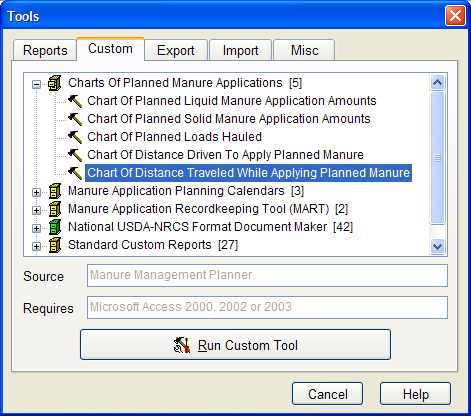 Tools
Reports Custom Export Import Misc
Charts Of Planned Manure Applications [5]
Chart Of Planned Liquid Manure Application Amounts
Chart Of Planned Solid Manure Application Amounts
Chart Of Planned Loads Hauled
Chart Of Distance Driven To Apply Planned Manure
Chart Of Distance Traveled While Applying Planned Manure
Manure Application Planning Calendars [3]
Manure Application Recordkeeping Tool (MART) [2]
National USDA-NRCS Format Document Maker [42]
Standard Custom Reports [27]
Source Manure Management Planner
Requires Microsoft Access 2000, 2002 or 2003
Run Custom Tool
Cancel Help